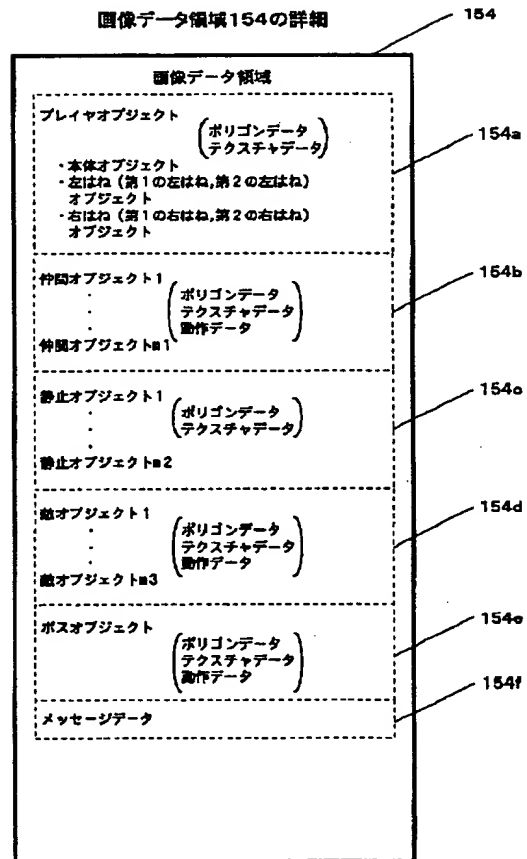 画像データ領域154の詳細
154
画像データ領域
プレイヤオブジェクト
ポリゴンデータ
テクスチャデータ
・本体オブジェクト
・左はね (第1の左はね,第2の左はね)
オブジェクト
・右はね (第1の右はね,第2の右はね)
オブジェクト
154a
仲間オブジェクト1
・
・
・
仲間オブジェクトm1
ポリゴンデータ
テクスチャデータ
動作データ
154b
静止オブジェクト1
・
・
・
静止オブジェクトm2
ポリゴンデータ
テクスチャデータ
154c
敵オブジェクト1
・
・
・
敵オブジェクトm3
ポリゴンデータ
テクスチャデータ
動作データ
154d
ボスオブジェクト
ポリゴンデータ
テクスチャデータ
動作データ
154e
メッセージデータ
154f